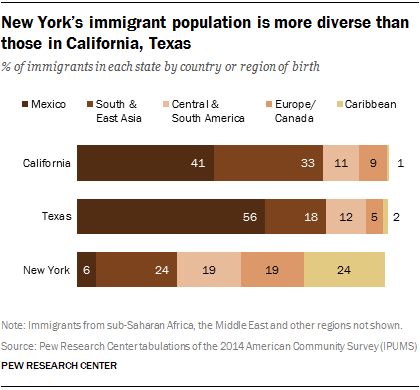 New York's immigrant population is more diverse than
those in California, Texas
% of immigrants in each state by country or region of birth
Mexico South & East Asia Central & South America Europe/ Canada Caribbean
California 41 33 11 9 1
Texas 56 18 12 5 2
New York 6 24 19 19 24
Note: Immigrants from sub-Saharan Africa, the Middle East and other regions not shown.
Source: Pew Research Center tabulations of the 2014 American Community Survey (IPUMS)
PEW RESEARCH CENTER